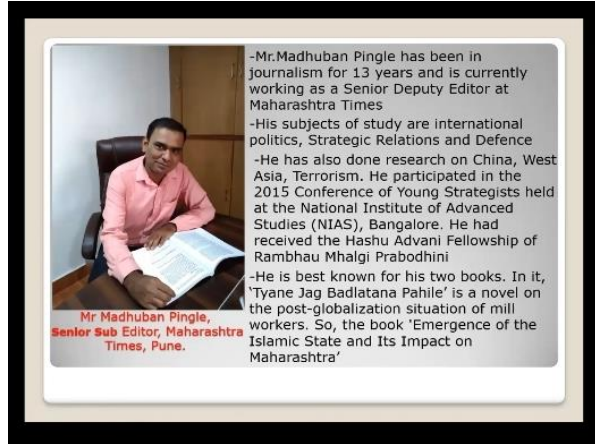 -Mr.Madhuban Pingle has been in
journalism for 13 years and is currently
working as a Senior Deputy Editor at
Maharashtra Times
-His subjects of study are international
politics, Strategic Relations and Defence
-He has also done research on China, West
Asia, Terrorism. He participated in the
2015 Conference of Young Strategists held
at the National Institute of Advanced
Studies (NIAS), Bangalore. He had
received the Hashu Advani Fellowship of
Rambhau Mhalgi Prabodhini
-He is best known for his two books. In it,
‘Tyane Jag Badlatana Pahile’ is a novel on
the post-globalization situation of mill
workers. So, the book ‘Emergence of the
Islamic State and Its Impact on
Maharashtra’
Mr Madhuban Pingle,
Senior Sub Editor, Maharashtra
Times, Pune.